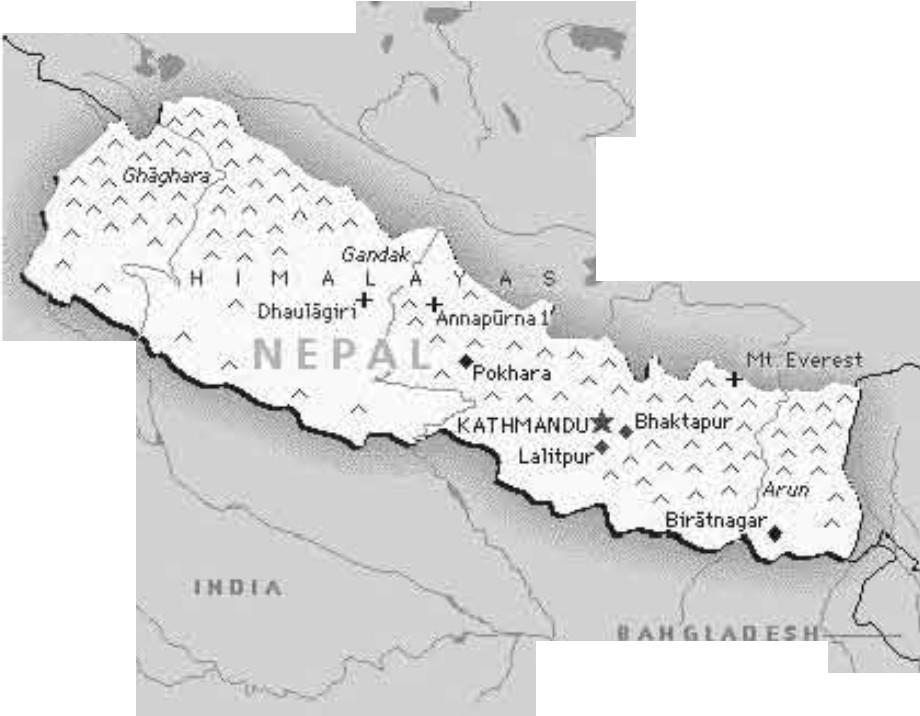 Ghāghara
Gandak
HIMALAYAS
Dhaulāgiri
Annapūrna 1
NEPAL
Mt. Everest
Pokhara
KATHMANDU
Bhaktapur
Lalitpur
Arun
Birātnagar
INDIA
BANGLADESH